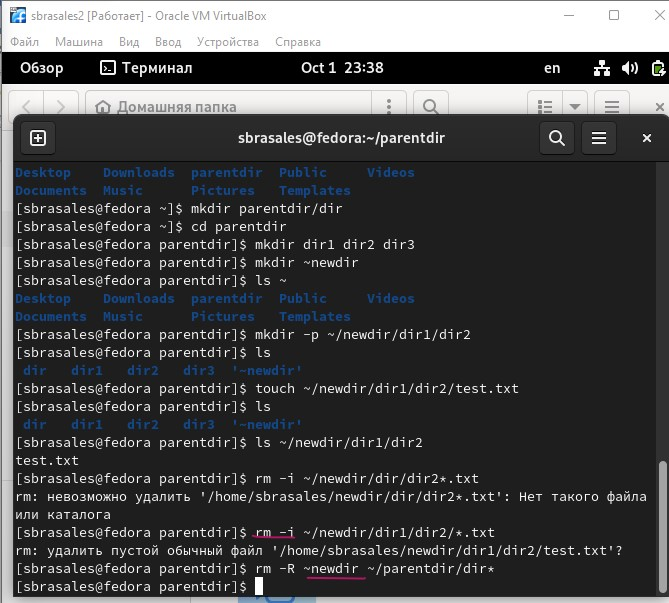 sbrasales2 [Работает] - Oracle VM VirtualBox
Файл Машина Вид Ввод Устройства Справка
Обзор Терминал Oct 1 23:38 en
Домашняя папка
sbrasales@fedora:~/parentdir
Desktop Downloads parentdir Public Videos
Documents Music Pictures Templates
[sbrasales@fedora ~]$ mkdir parentdir/dir
[sbrasales@fedora ~]$ cd parentdir
[sbrasales@fedora parentdir]$ mkdir dir1 dir2 dir3
[sbrasales@fedora parentdir]$ mkdir ~newdir
[sbrasales@fedora parentdir]$ ls ~
Desktop Downloads parentdir Public Videos
Documents Music Pictures Templates
[sbrasales@fedora parentdir]$ mkdir -p ~/newdir/dir1/dir2
[sbrasales@fedora parentdir]$ ls
dir dir1 dir2 dir3 '~newdir'
[sbrasales@fedora parentdir]$ touch ~/newdir/dir1/dir2/test.txt
[sbrasales@fedora parentdir]$ ls
dir dir1 dir2 dir3 '~newdir'
[sbrasales@fedora parentdir]$ ls ~/newdir/dir1/dir2
test.txt
[sbrasales@fedora parentdir]$ rm -i ~/newdir/dir/dir2*.txt
rm: невозможно удалить '/home/sbrasales/newdir/dir/dir2*.txt': Нет такого файла
или каталога
[sbrasales@fedora parentdir]$ rm -i ~/newdir/dir1/dir2/*.txt
rm: удалить пустой обычный файл '/home/sbrasales/newdir/dir1/dir2/test.txt'?
[sbrasales@fedora parentdir]$ rm -R ~newdir ~/parentdir/dir*
[sbrasales@fedora parentdir]$